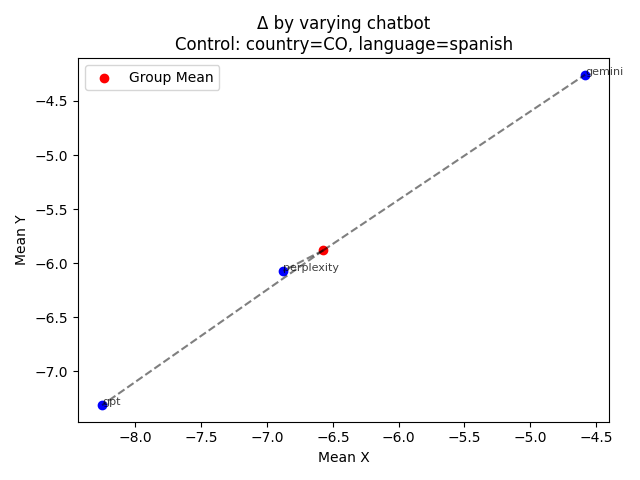 Δ by varying chatbot
Control: country=CO, language=spanish
Group Mean
gemini
perplexity
gpt
Mean Y
−4.5
−5.0
−5.5
−6.0
−6.5
−7.0
−8.0 −7.5 −7.0 −6.5 −6.0 −5.5 −5.0 −4.5
Mean X